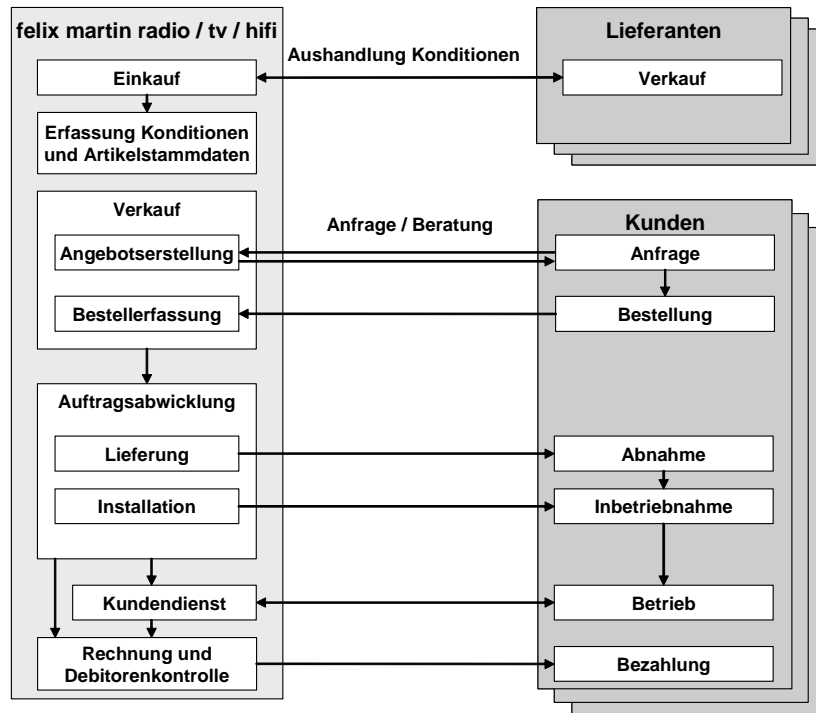 felix martin radio / tv / hifi
Einkauf
Erfassung Konditionen
und Artikelstammdaten
Verkauf
Angebotserstellung
Bestellerfassung
Auftragsabwicklung
Lieferung
Installation
Kundendienst
Rechnung und
Debitorenkontrolle
Aushandlung Konditionen
Anfrage / Beratung
Lieferanten
Verkauf
Kunden
Anfrage
Bestellung
Abnahme
Inbetriebnahme
Betrieb
Bezahlung